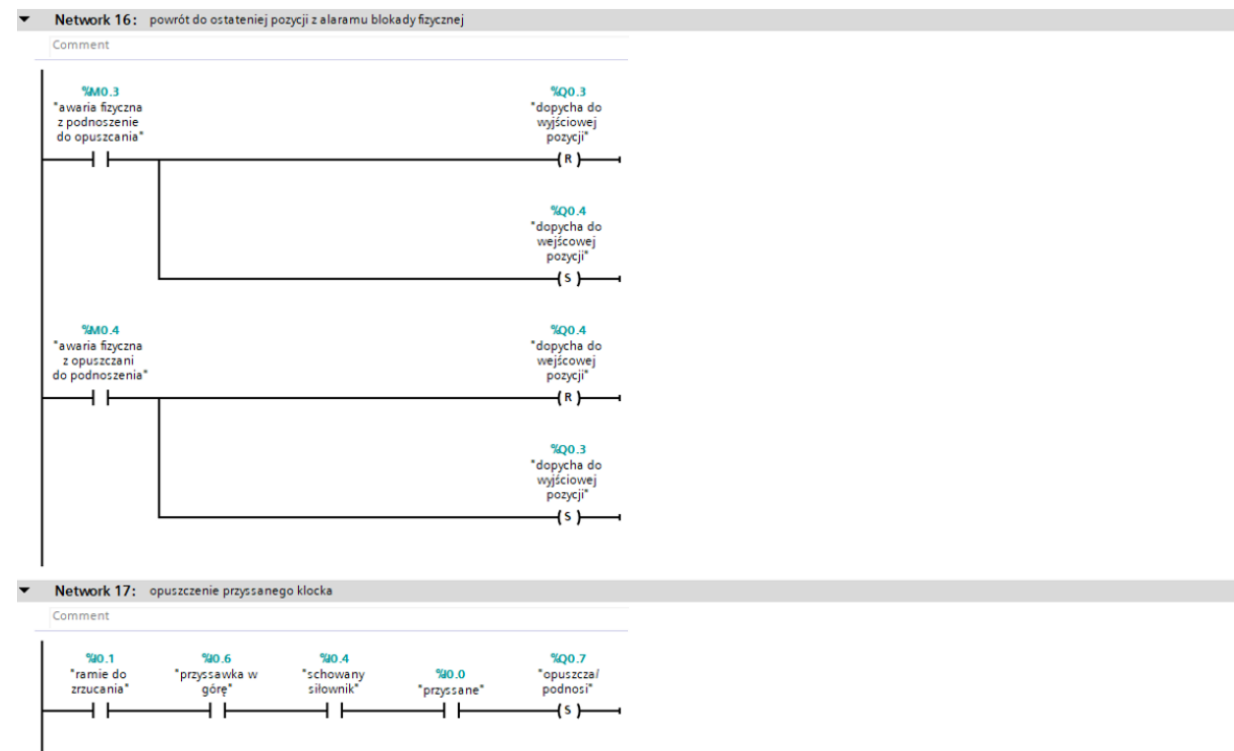 Network 16: powrót do ostateniej pozycji z alaramu blokady fizycznej
Comment
%M0.3
"awaria fizyczna
z podnoszenie
do opuszcania"
%Q0.3
"dopycha do
wyjściowej
pozycji"
R
%Q0.4
"dopycha do
wejścowej
pozycji"
S
%M0.4
"awaria fizyczna
z opuszczani
do podnoszenia"
%Q0.4
"dopycha do
wejścowej
pozycji"
R
%Q0.3
"dopycha do
wyjściowej
pozycji"
S
Network 17: opuszczenie przyssanego klocka
Comment
%I0.1
"ramie do
zrzucania"
%I0.6
"przyssawka w
górę"
%I0.4
"schowany
siłownik"
%I0.0
"przyssane"
%Q0.7
"opuszcza/
podnosi"
S